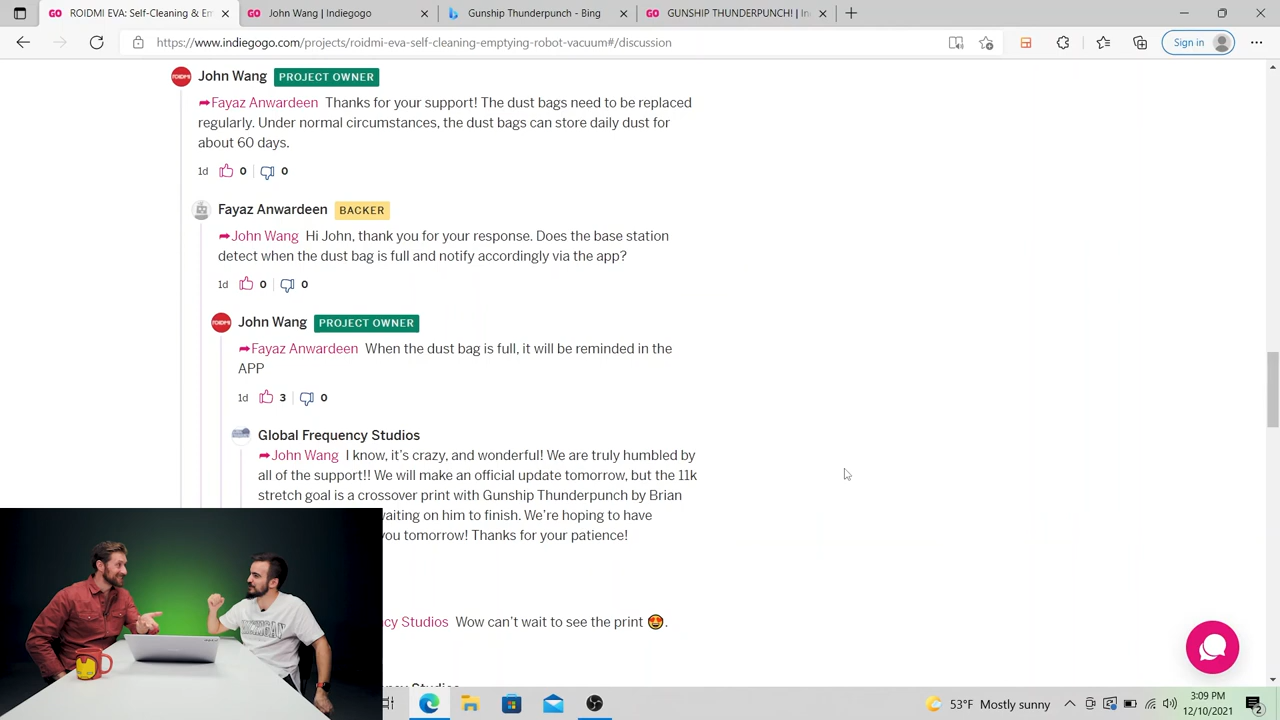 ROIDMI EVA: Self-Cleaning & E
John Wang | Indiegogo
Gunship Thunderpunch - Bing
GUNSHIP THUNDERPUNCH! | In
https://www.indiegogo.com/projects/roidmi-eva-self-cleaning-emptying-robot-vacuum#/discussion
Sign in
John Wang PROJECT OWNER
Fayaz Anwardeen Thanks for your support! The dust bags need to be replaced
regularly. Under normal circumstances, the dust bags can store daily dust for
about 60 days.
1d 0 0
Fayaz Anwardeen BACKER
John Wang Hi John, thank you for your response. Does the base station
detect when the dust bag is full and notify accordingly via the app?
1d 0 0
ROIDMI John Wang PROJECT OWNER
Fayaz Anwardeen When the dust bag is full, it will be reminded in the
APP
1d 3 0
Global Frequency Studios
John Wang I know, it's crazy, and wonderful! We are truly humbled by
all of the support!! We will make an official update tomorrow, but the 11k
stretch goal is a crossover print with Gunship Thunderpunch by Brian
waiting on him to finish. We're hoping to have
you tomorrow! Thanks for your patience!
cy Studios Wow can't wait to see the print 😍.
53°F Mostly sunny
3:09 PM
12/10/2021
2